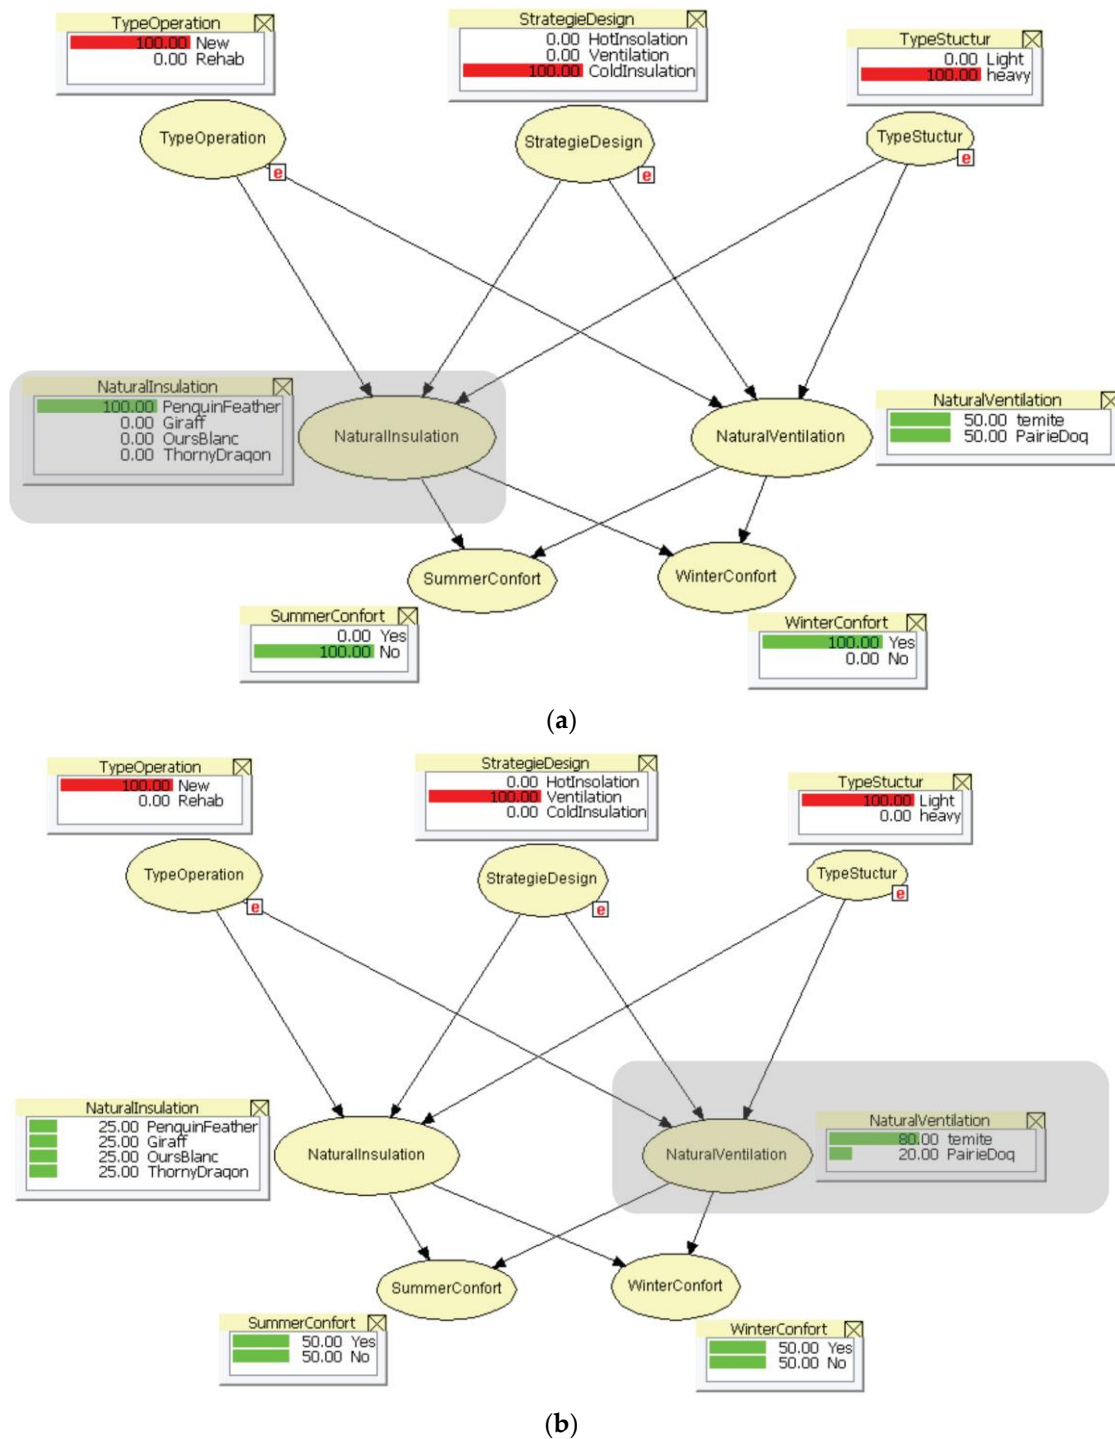 TypeOperation
100.00 New
0.00 Rehab
StrategieDesign
0.00 HotInsolation
0.00 Ventilation
100.00 ColdInsulation
TypeStuctur
0.00 Light
100.00 heavy
TypeOperation
e
StrategieDesign
e
TypeStuctur
e
NaturalInsulation
100.00 PenquinFeather
0.00 Giraff
0.00 OursBlanc
0.00 ThornyDraqon
NaturalInsulation
NaturalVentilation
NaturalVentilation
50.00 temite
50.00 PairieDoq
SummerConfort
WinterConfort
SummerConfort
0.00 Yes
100.00 No
WinterConfort
100.00 Yes
0.00 No
(a)
TypeOperation
100.00 New
0.00 Rehab
StrategieDesign
0.00 HotInsolation
100.00 Ventilation
0.00 ColdInsulation
TypeStuctur
100.00 Light
0.00 heavy
TypeOperation
e
StrategieDesign
e
TypeStuctur
e
NaturalInsulation
25.00 PenquinFeather
25.00 Giraff
25.00 OursBlanc
25.00 ThornyDraqon
NaturalInsulation
NaturalVentilation
NaturalVentilation
80.00 temite
20.00 PairieDoq
SummerConfort
WinterConfort
SummerConfort
50.00 Yes
50.00 No
WinterConfort
50.00 Yes
50.00 No
(b)